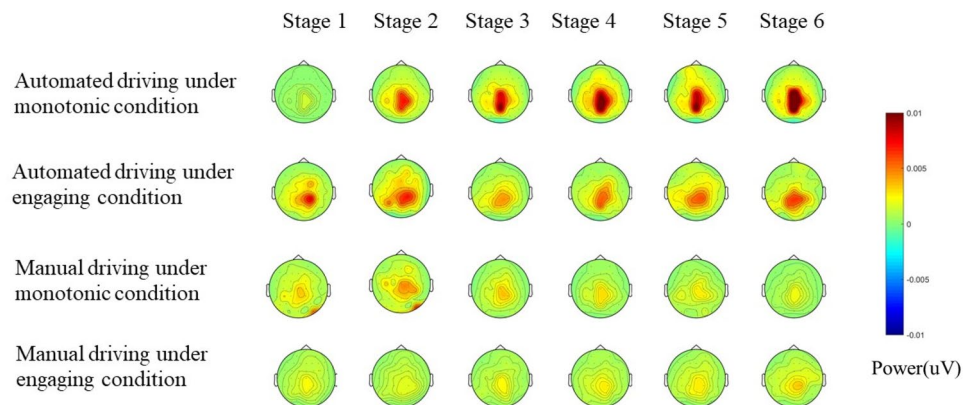 Stage 1 Stage 2 Stage 3 Stage 4 Stage 5 Stage 6
Automated driving under
monotonic condition
Automated driving under
engaging condition
Manual driving under
monotonic condition
Manual driving under
engaging condition
0.01
0.005
0
-0.005
-0.01
Power(uV)